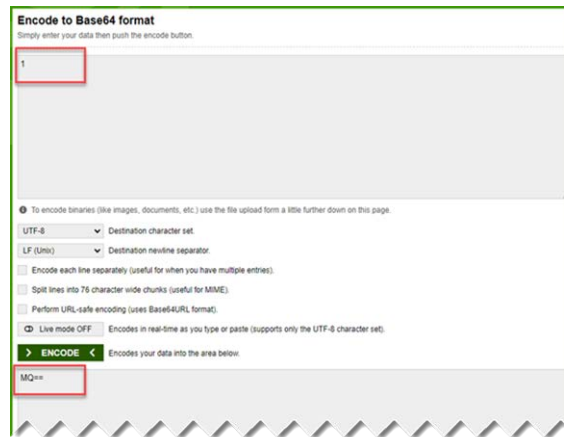 Encode to Base64 format
Simply enter your data then push the encode button.
1
To encode binaries (like images, documents, etc.) use the file upload form a little further down on this page.
UTF-8 Destination character set.
LF (Unix) Destination newline separator.
Encode each line separately (useful for when you have multiple entries).
Split lines into 76 character wide chunks (useful for MIME).
Perform URL-safe encoding (uses Base64URL format).
Live mode OFF Encodes in real-time as you type or paste (supports only the UTF-8 character set).
> ENCODE < Encodes your data into the area below.
MQ==